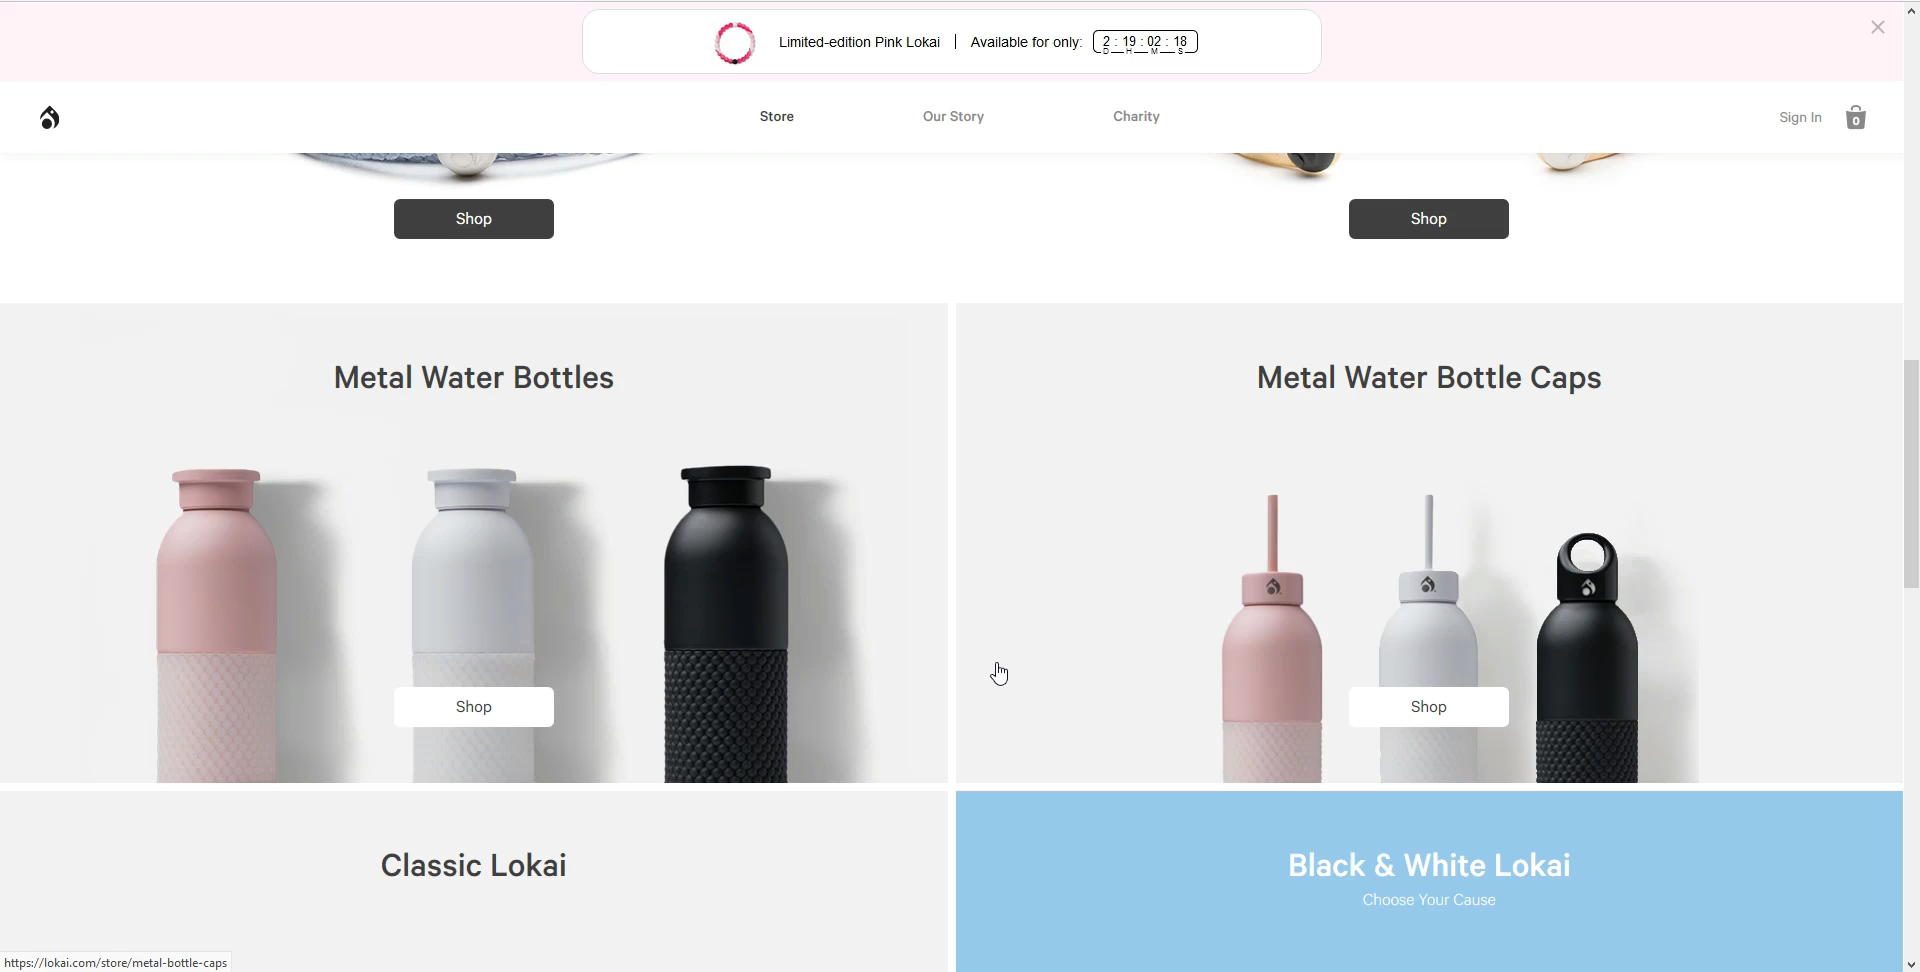 Limited-edition Pink Lokai | Available for only: 2 : 19 : 02 : 18
D H M S
Store
Our Story
Charity
Sign In
0
Shop
Shop
Metal Water Bottles
Metal Water Bottle Caps
Shop
Shop
Classic Lokai
Black & White Lokai
Choose Your Cause
https://lokai.com/store/metal-bottle-caps